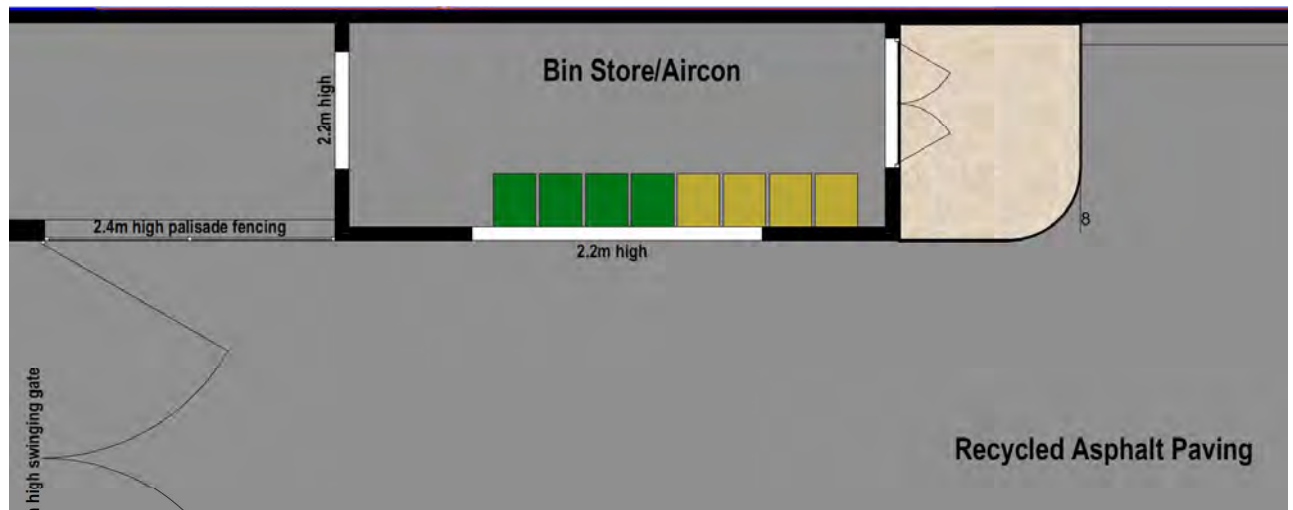 Bin Store/Aircon
2.2m high
2.4m high palisade fencing
2.2m high
8
high swinging gate
Recycled Asphalt Paving